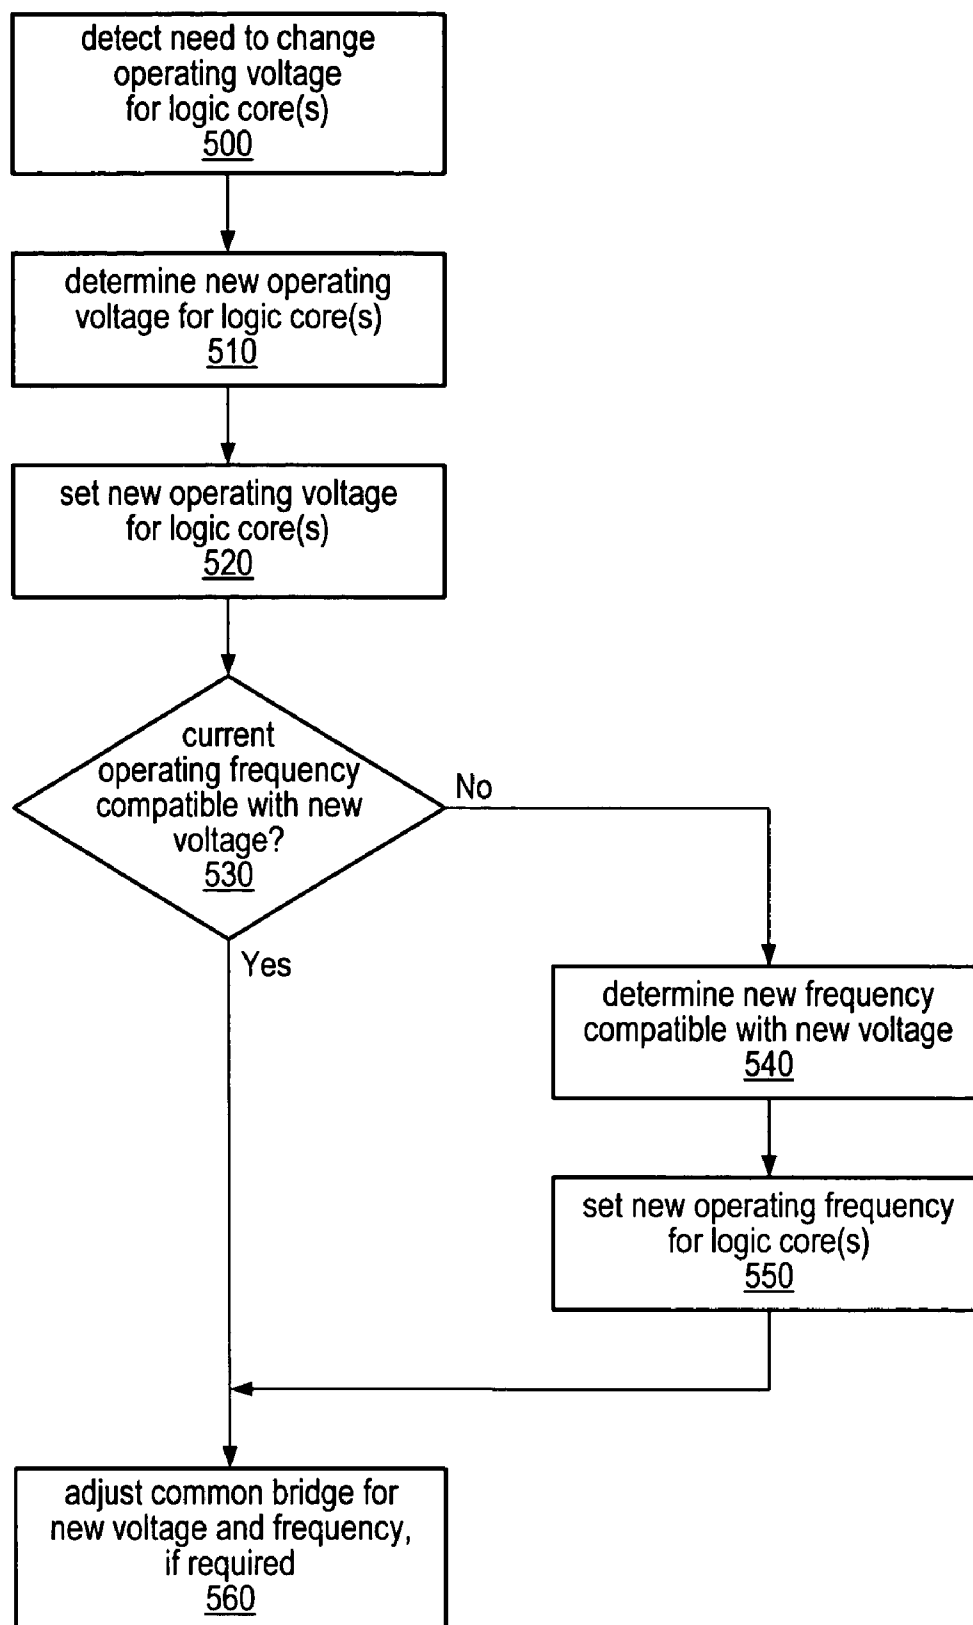 detect need to change
operating voltage
for logic core(s)
500
determine new operating
voltage for logic core(s)
510
set new operating voltage
for logic core(s)
520
current
operating frequency
compatible with new
voltage?
530
No
Yes
determine new frequency
compatible with new voltage
540
set new operating frequency
for logic core(s)
550
adjust common bridge for
new voltage and frequency,
if required
560